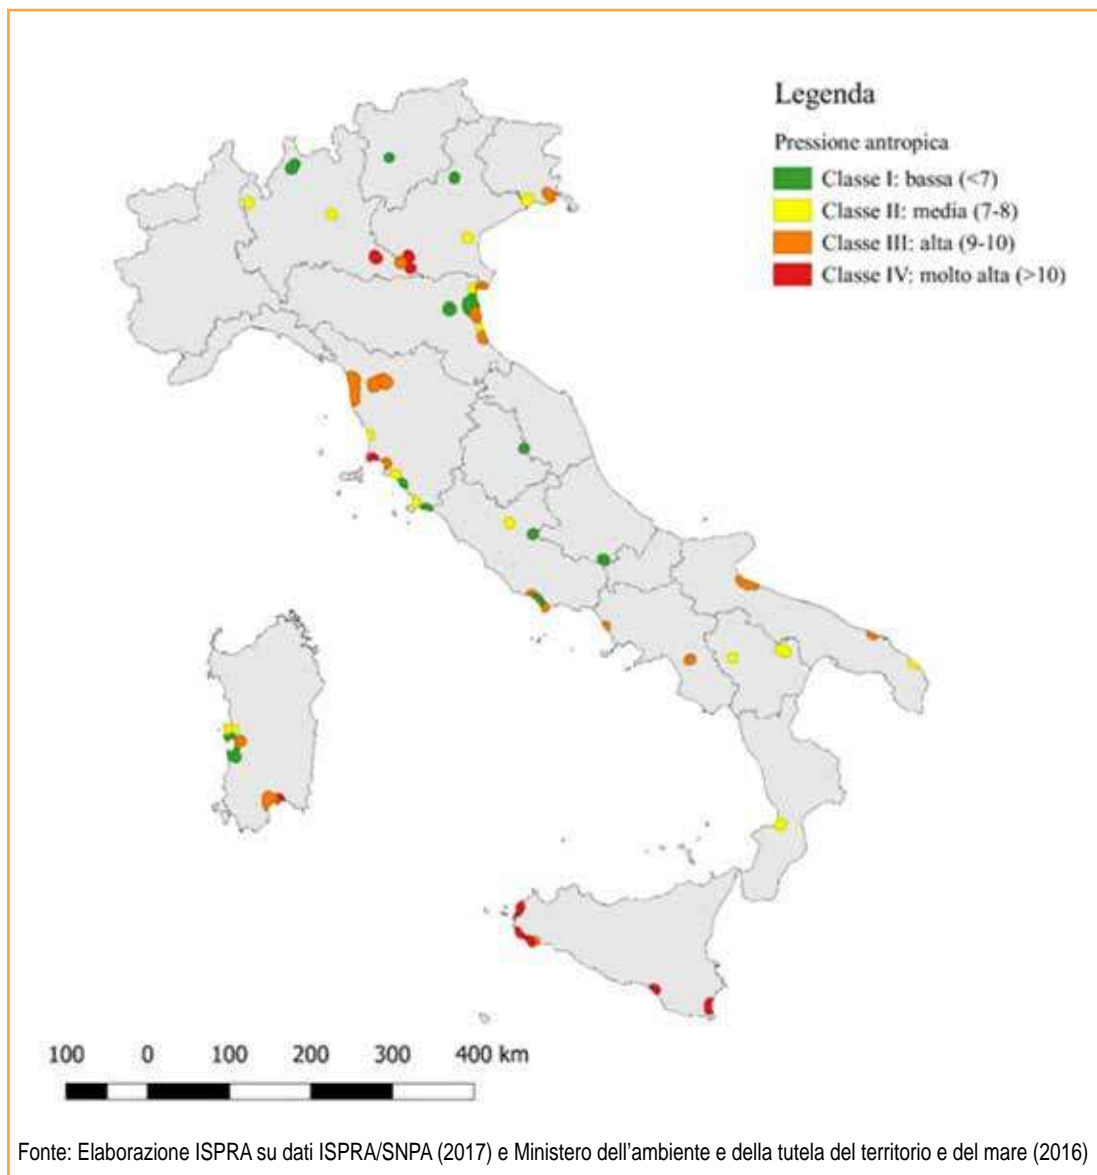 Legenda
Pressione antropica
Classe I: bassa (<7)
Classe II: media (7-8)
Classe III: alta (9-10)
Classe IV: molto alta (>10)
100 0 100 200 300 400 km
Fonte: Elaborazione ISPRA su dati ISPRA/SNPA (2017) e Ministero dell'ambiente e della tutela del territorio e del mare (2016)